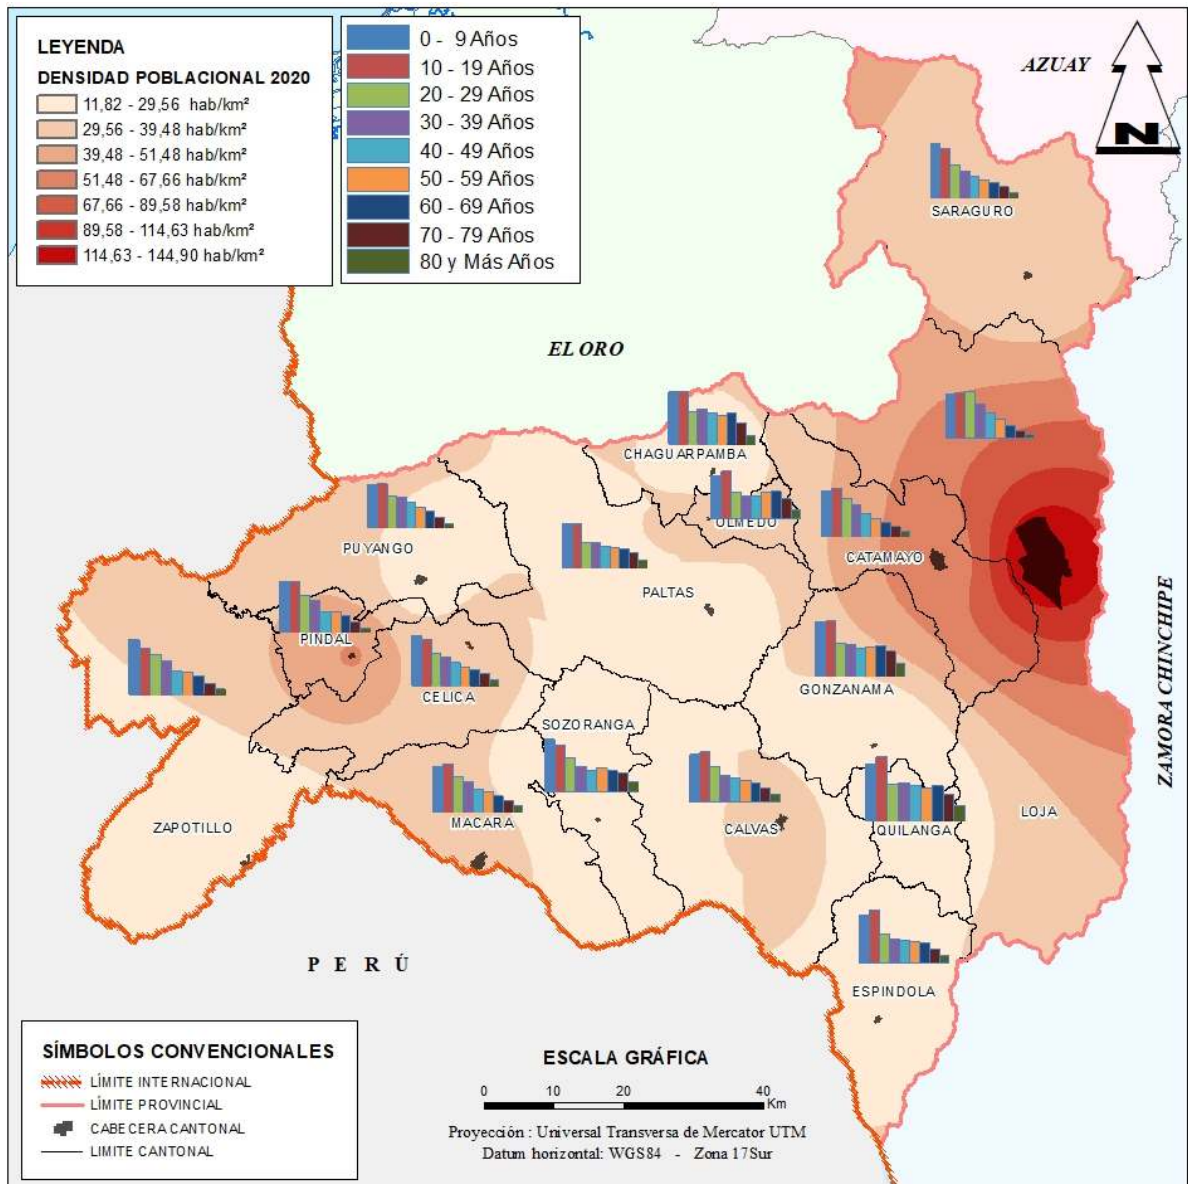 LEYENDA
DENSIDAD POBLACIONAL 2020
11,82 - 29,56 hab/km²
29,56 - 39,48 hab/km²
39,48 - 51,48 hab/km²
51,48 - 67,66 hab/km²
67,66 - 89,58 hab/km²
89,58 - 114,63 hab/km²
114,63 - 144,90 hab/km²
0 - 9 Años
10 - 19 Años
20 - 29 Años
30 - 39 Años
40 - 49 Años
50 - 59 Años
60 - 69 Años
70 - 79 Años
80 y Más Años
AZUAY
N
SARAGURO
EL ORO
CHAGUARPAMBA
OLMEDO
CATAMAYO
PUYANGO
PALTAS
PINDAL
CELICA
GONZANAMA
SOZORANGA
ZAMORA CHINCHIPE
ZAPOTILLO
MACARA
CALVAS
QUILANGA
LOJA
PERÚ
ESPINDOLA
SÍMBOLOS CONVENCIONALES
LÍMITE INTERNACIONAL
LÍMITE PROVINCIAL
CABECERA CANTONAL
LIMITE CANTONAL
ESCALA GRÁFICA
0 10 20 40
Km
Proyección : Universal Transversa de Mercator UTM
Datum horizontal: WGS84 - Zona 17Sur